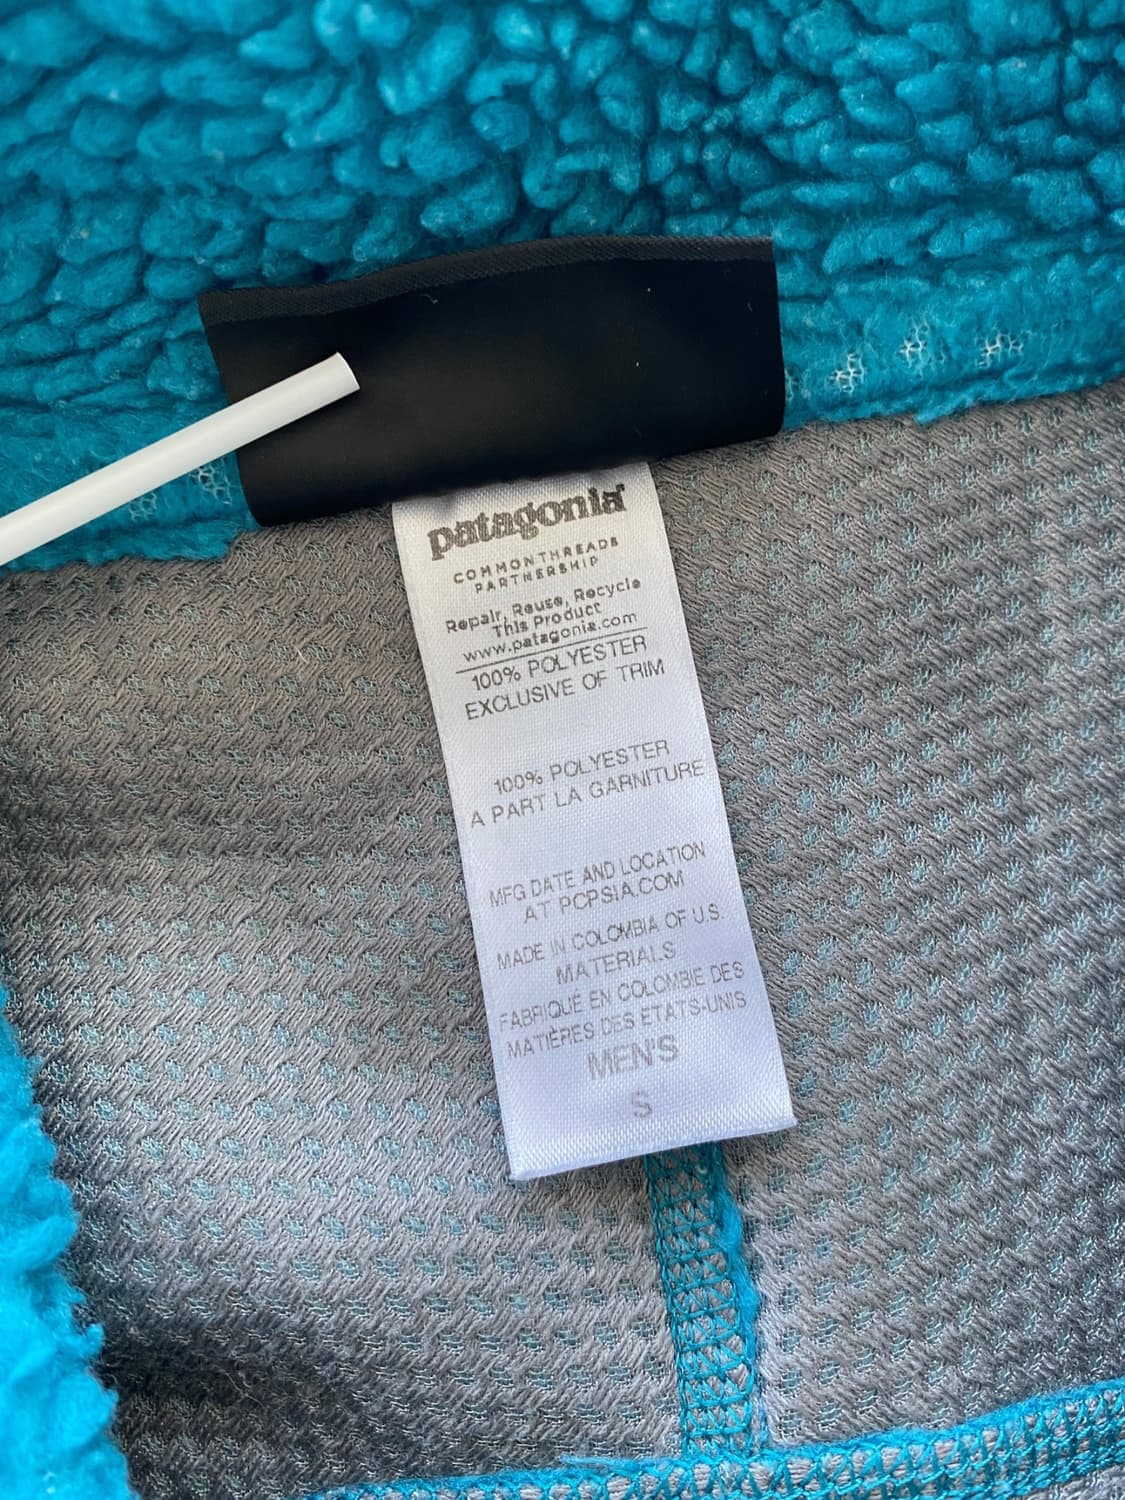 patagonia®
COMMON THREADS
PARTNERSHIP
Repair, Reuse, Recycle
This Product
www.patagonia.com
100% POLYESTER
EXCLUSIVE OF TRIM
100% POLYESTER
A PART LA GARNITURE
MFG DATE AND LOCATION
AT PCPSIA.COM
MADE IN COLOMBIA OF U.S.
MATERIALS
FABRIQUÉ EN COLOMBIE DES
MATIÈRES DES ETATS-UNIS
MEN'S
S